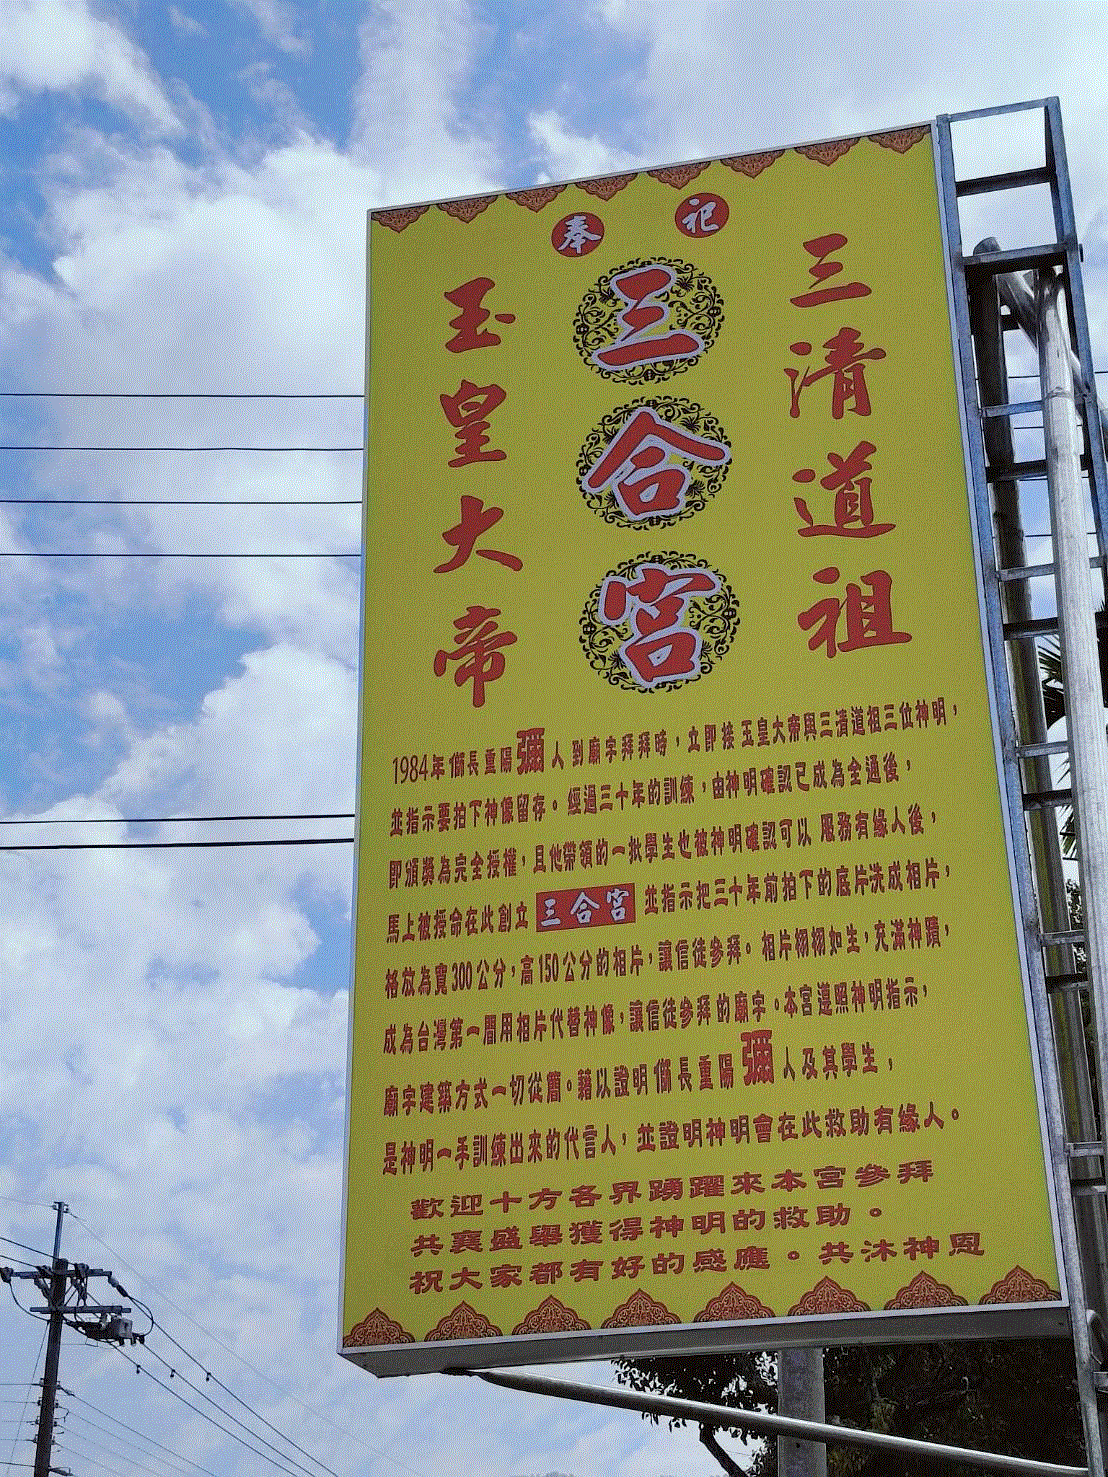 奉祀
三清道祖
三合宮
玉皇大帝
1984年師長重陽彌人到廟宇拜拜時，立即接玉皇大帝與三清道祖三位神明，
並指示要拍下神像留存。經過三十年的訓練，由神明確認已成為全通後，
即頒獎為完全授權，且他帶領的一批學生也被神明確認可以服務有緣人後，
馬上被授命在此創立三合宮並指示把三十年前拍下的底片洗成相片，
格放為寬300公分，高150公分的相片，讓信徒參拜。相片栩栩如生，充滿神蹟，
成為台灣第一間用相片代替神像，讓信徒參拜的廟宇。本宮遵照神明指示，
廟宇建築方式一切從簡。藉以證明師長重陽彌人及其學生，
是神明一手訓練出來的代言人，並證明神明會在此救助有緣人。
歡迎十方各界踴躍來本宮參拜
共襄盛舉獲得神明的救助。
祝大家都有好的感應。共沐神恩